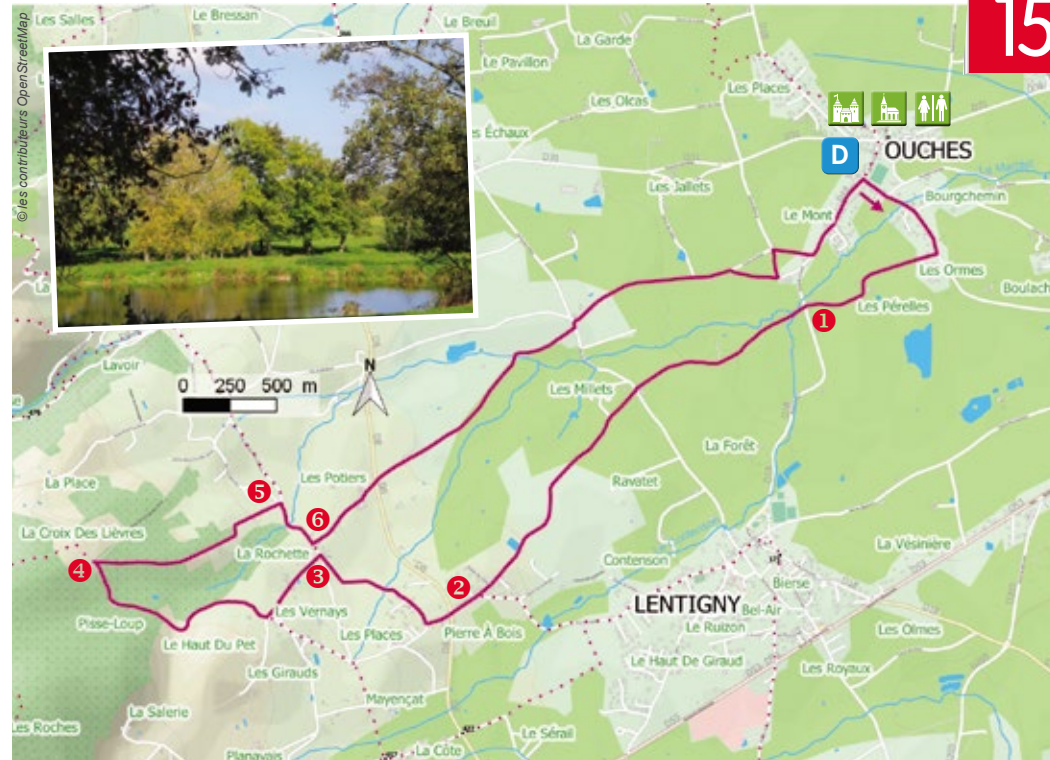 15
© les contributeurs OpenStreetMap
Les Salles
Le Bressan
Le Breuil
La Garde
Le Pavillon
Les Places
Les Olcas
es Échaux
D
OUCHES
Les Jallets
Bourgchemin
Le Mont
Les Ormes
Boulach
Les Pérelles
1
Lavoir
N
0 250 500 m
Les Millets
La Forêt
Les Potiers
La Place
5
Ravatet
6
La Croix Des Lièvres
La Rochette
La Vésinière
4
3
Contenson
2
Bierse
LENTIGNY
Bel-Air
Pisse-Loup
Les Vernays
Les Places
Pierre À Bois
Le Ruizon
Les Olmes
Le Haut Du Pet
Le Haut De Giraud
Les Girauds
Les Royaux
Mayençat
La Salerie
Les Roches
Le Sérail
La Côte
Planavais